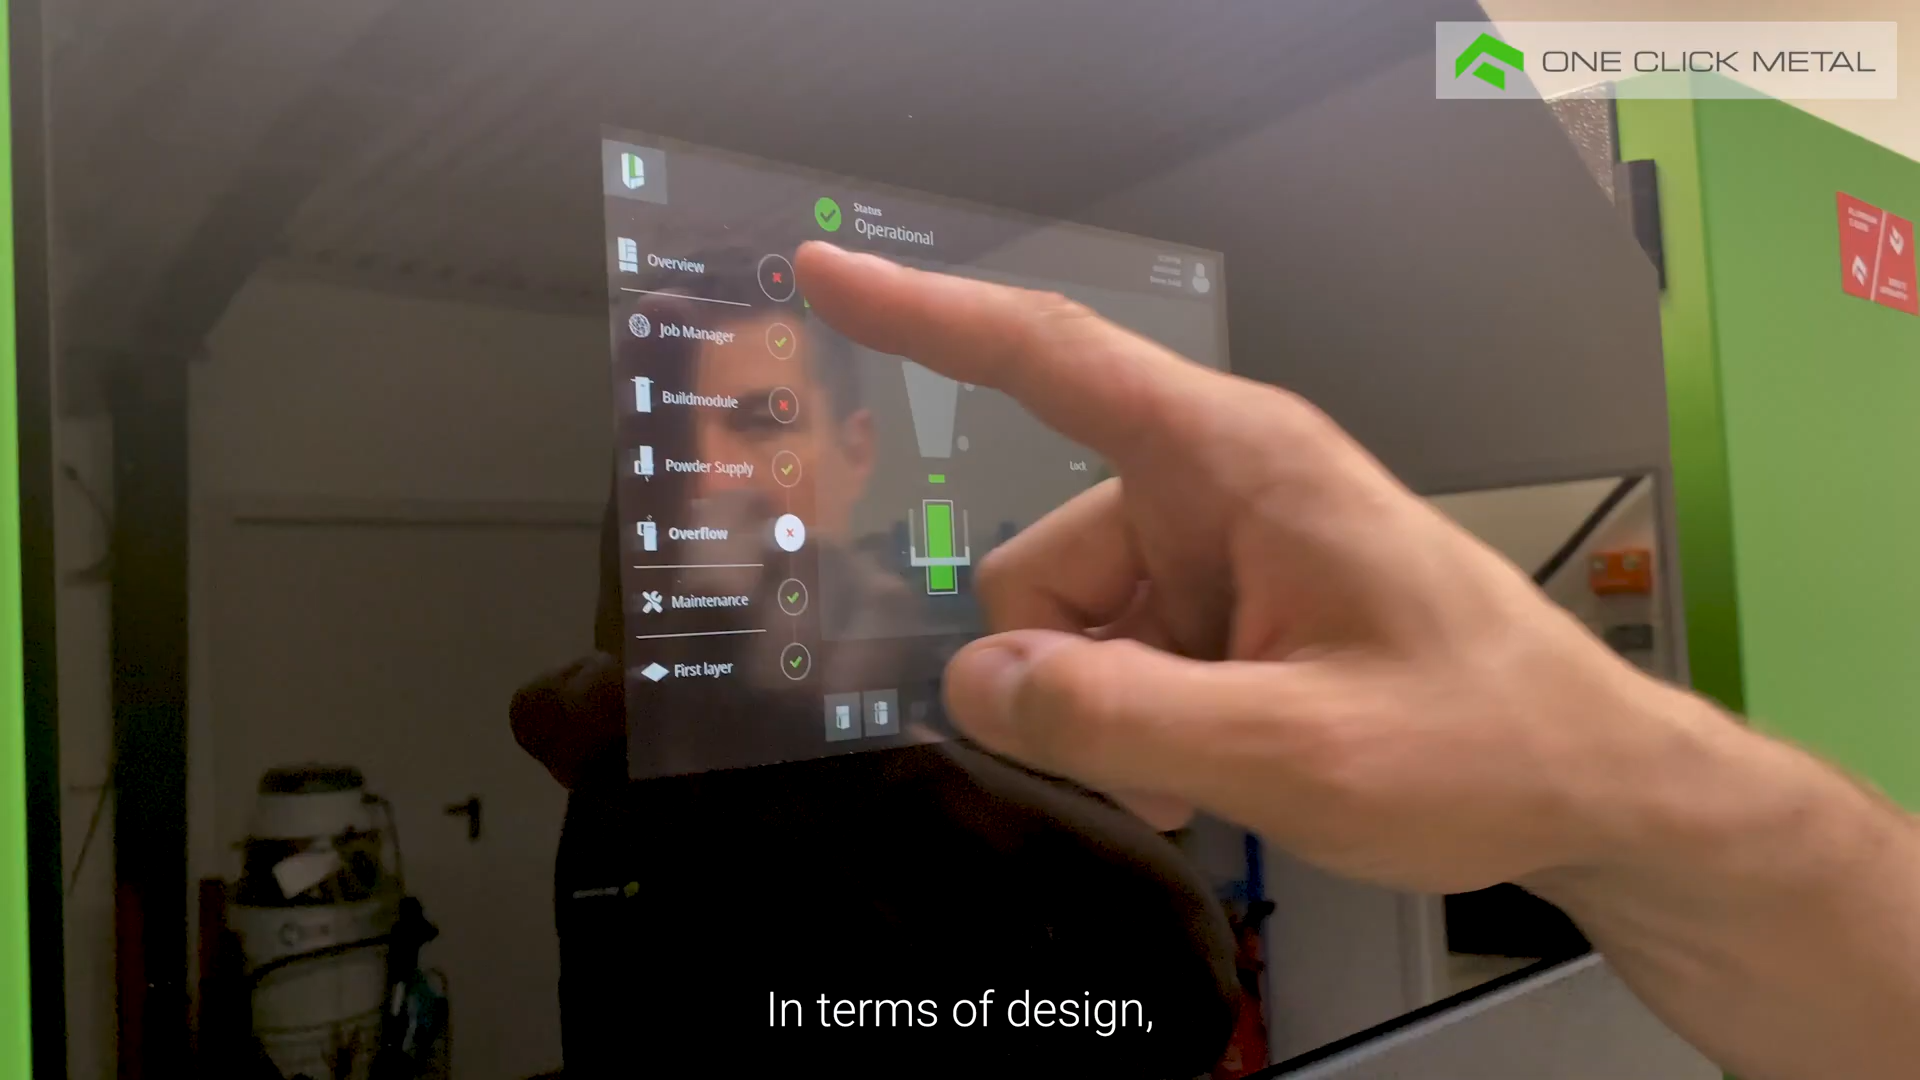 ONE CLICK METAL
Status
Operational
Overview
Job Manager
Buildmodule
Powder Supply
Lock
Overflow
Maintenance
First layer
In terms of design,